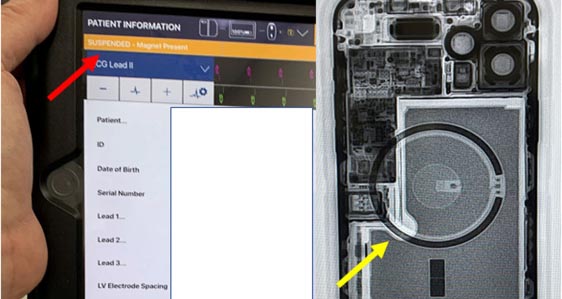 PATIENT INFORMATION
SUSPENDED - Magnet Present
CG Lead II
Patient...
ID
Date of Birth
Serial Number
Lead 1...
Lead 2...
Lead 3...
LV Electrode Spacing